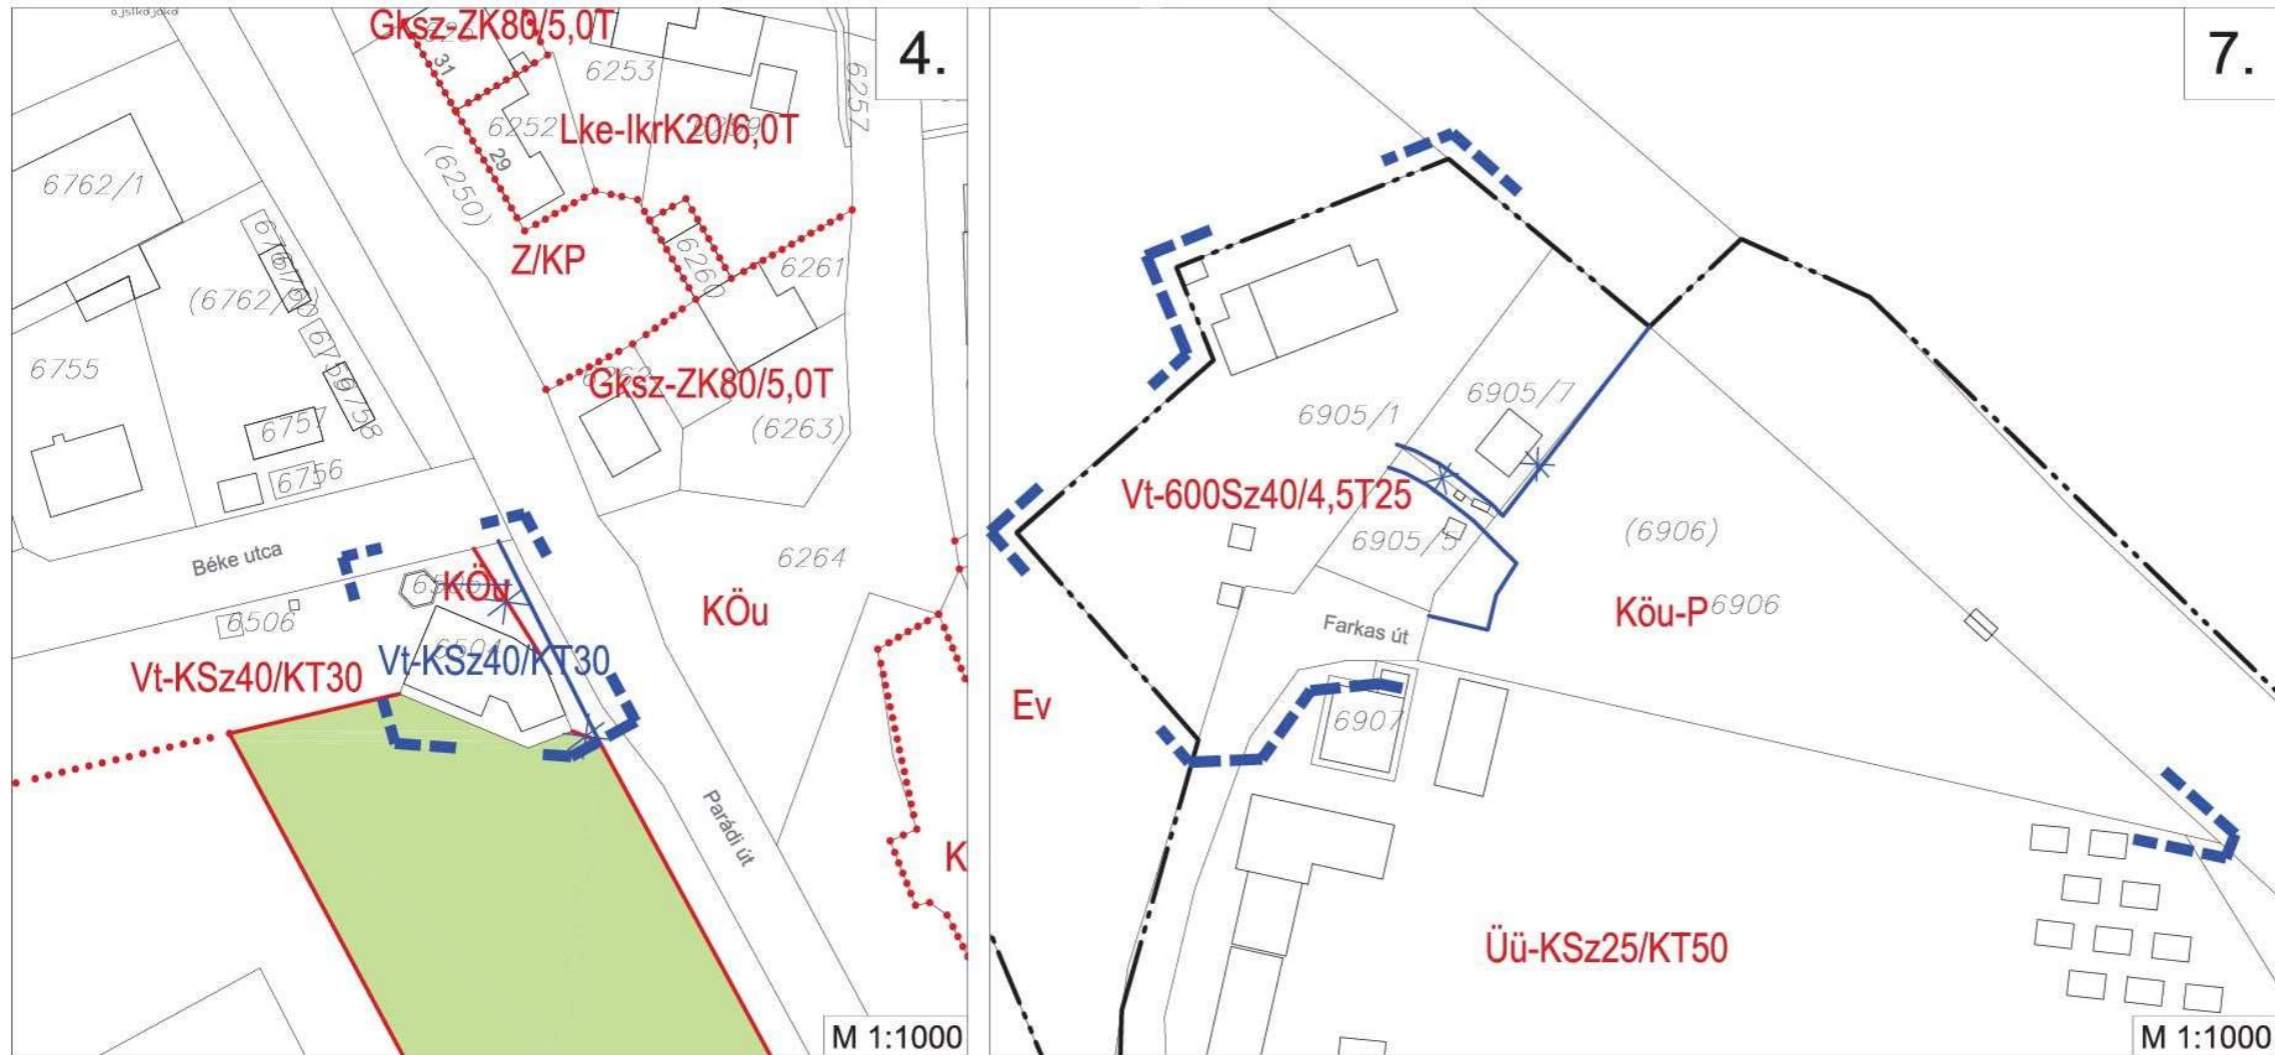 4.
Gksz-ZK80/5,0T
31
6253
6257
6252
Lke-IkrK20/6,0T
29
(6250)
6762/1
Z/KP
6260
6261
6755
Gksz-ZK80/5,0T
(6263)
6757
6758
6756
Béke utca
6264
KÖu
KÖu
6506
6504
Vt-KSz40/KT30
Vt-KSz40/KT30
Parádi út
K
M 1:1000
7.
6905/7
6905/1
Vt-600Sz40/4,5T25
6905/5
(6906)
Köu-P
6906
Farkas út
Ev
6907
Üü-KSz25/KT50
M 1:1000